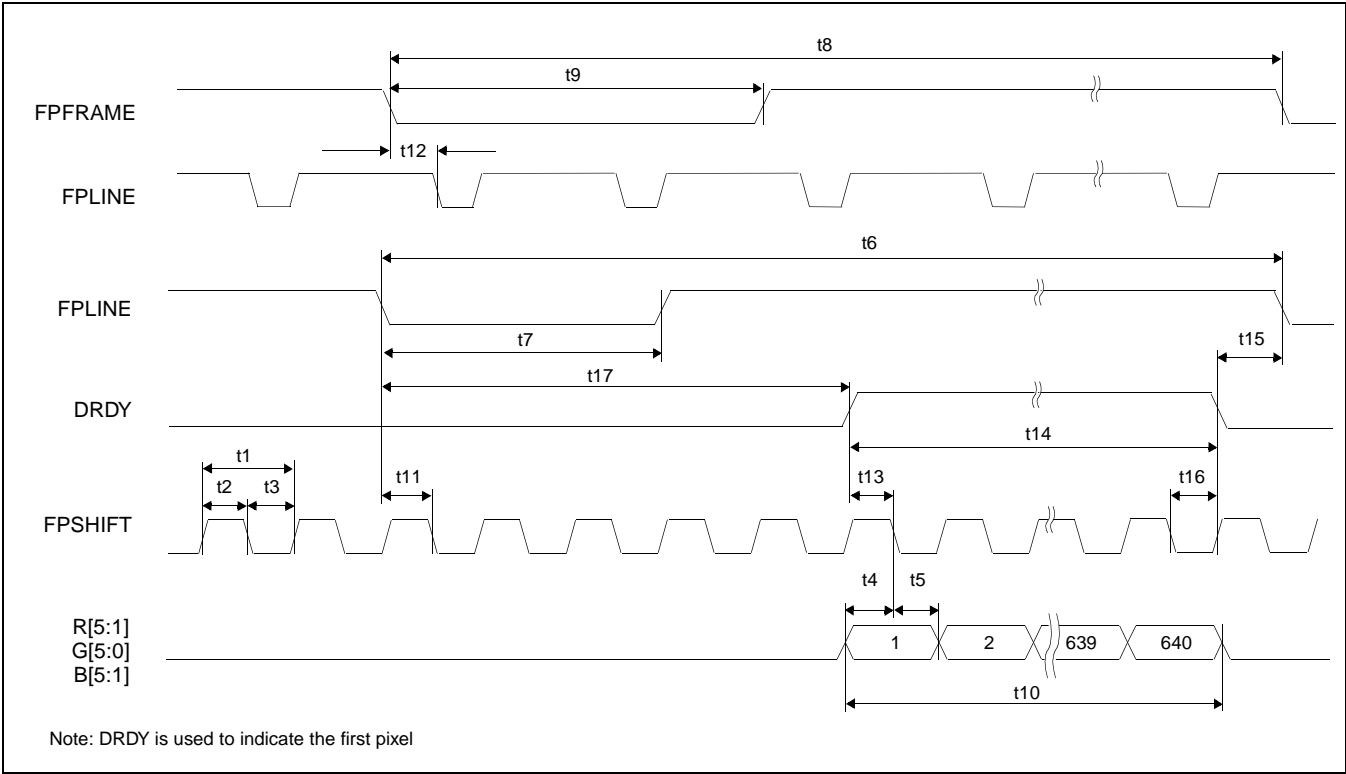 t8
t9
FPFRAME
t12
FPLINE
t6
FPLINE
t7
t15
t17
DRDY
t14
t1
t11
t13
t16
t2 t3
FPSHIFT
t4 t5
R[5:1]
G[5:0]
B[5:1]
1 2 639 640
t10
Note: DRDY is used to indicate the first pixel